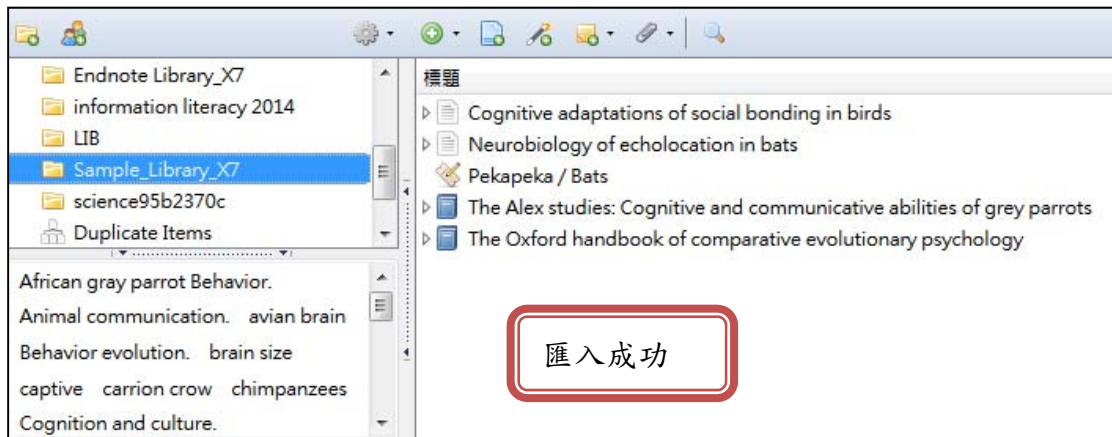 Endnote Library_X7
information literacy 2014
LIB
Sample_Library_X7
science95b2370c
Duplicate Items
African gray parrot Behavior.
Animal communication. avian brain
Behavior evolution. brain size
captive carrion crow chimpanzees
Cognition and culture.
標題
Cognitive adaptations of social bonding in birds
Neurobiology of echolocation in bats
Pekapeka / Bats
The Alex studies: Cognitive and communicative abilities of grey parrots
The Oxford handbook of comparative evolutionary psychology
匯入成功